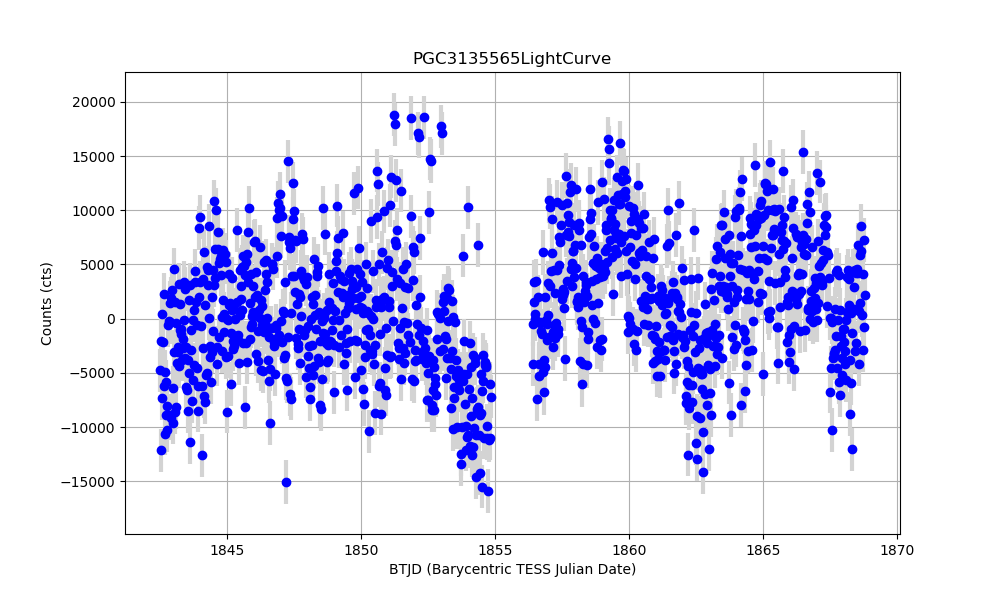 PGC3135565LightCurve
20000
15000
10000
5000
0
−5000
−10000
−15000
Counts (cts)
1845 1850 1855 1860 1865 1870
BTJD (Barycentric TESS Julian Date)